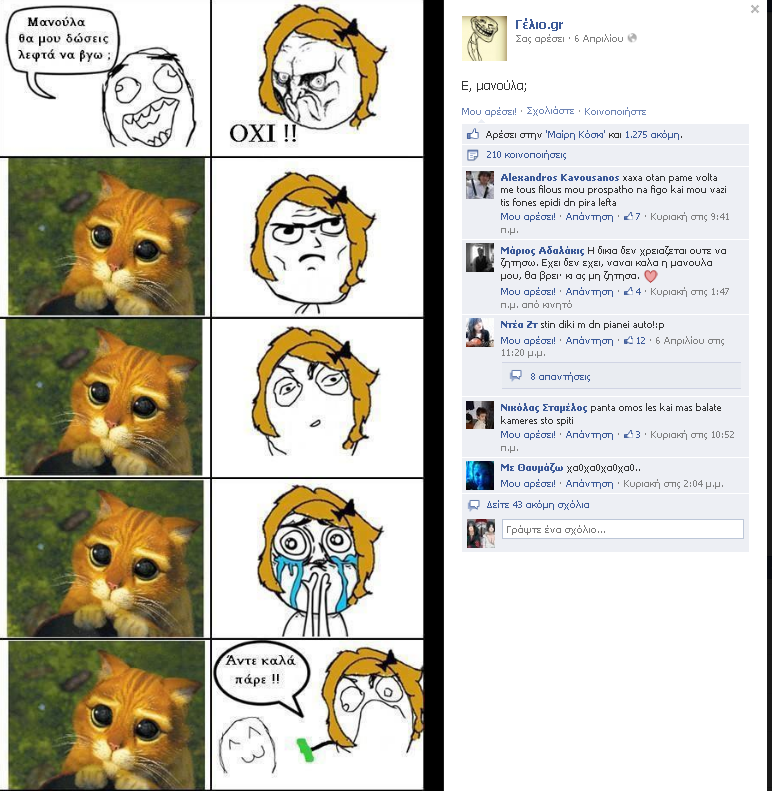 Μανούλα
θα μου δώσεις
λεφτά να βγω ;
ΟΧΙ !!
Άντε καλά
πάρε !!
Γέλιο.gr
Σας αρέσει · 6 Απριλίου
Ε, μανούλα;
Μου αρέσει! · Σχολιάστε · Κοινοποιήστε
Αρέσει στην 'Μαίρη Κόσκι' και 1.275 ακόμη.
210 κοινοποιήσεις
Alexandros Kavousanos xaxa otan pame volta
me tous filous mou prospatho na figo kai mou vazi
tis fones epidi dn pira lefta
Μου αρέσει! · Απάντηση · 7 · Κυριακή στις 9:41
π.μ.
Μάριος Αδαλάκις Η δικια δεν χρειαζεται ουτε να
ζητησω. Εχει δεν εχει, ναναι καλα η μανουλα
μου, θα βρει· κι ας μη ζητησα.
Μου αρέσει! · Απάντηση · 4 · Κυριακή στις 1:47
π.μ. από κινητό
Ντέα Ζτ stin diki m dn pianei auto!:p
Μου αρέσει! · Απάντηση · 12 · 6 Απριλίου στις
11:20 μ.μ.
8 απαντήσεις
Νικόλας Σταμέλος panta omos les kai mas balate
kameres sto spiti
Μου αρέσει! · Απάντηση · 3 · Κυριακή στις 10:52
π.μ.
Με Θαυμάζω χα0χα0χα0χα0..
Μου αρέσει! · Απάντηση · Κυριακή στις 2:04 μ.μ.
Δείτε 43 ακόμη σχόλια
Γράψτε ένα σχόλιο...